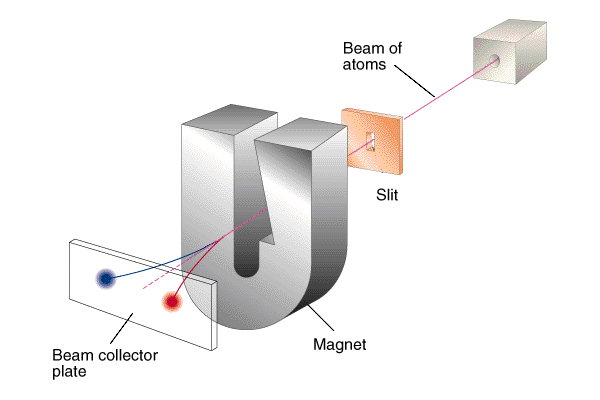 Beam of
atoms
Slit
Magnet
Beam collector
plate